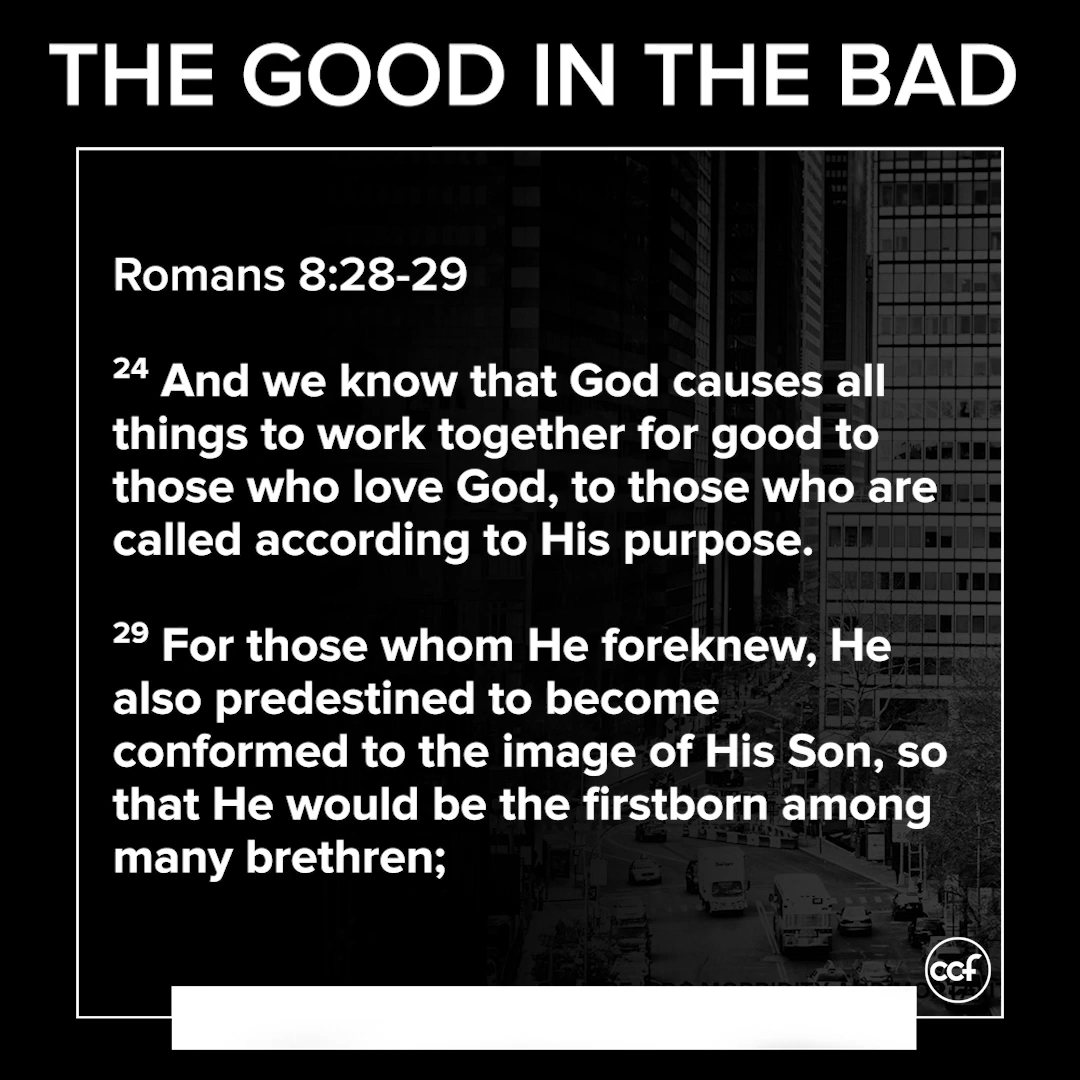 THE GOOD IN THE BAD
Romans 8:28-29
24 And we know that God causes all
things to work together for good to
those who love God, to those who are
called according to His purpose.
29 For those whom He foreknew, He
also predestined to become
conformed to the image of His Son, so
that He would be the firstborn among
many brethren;
ccf